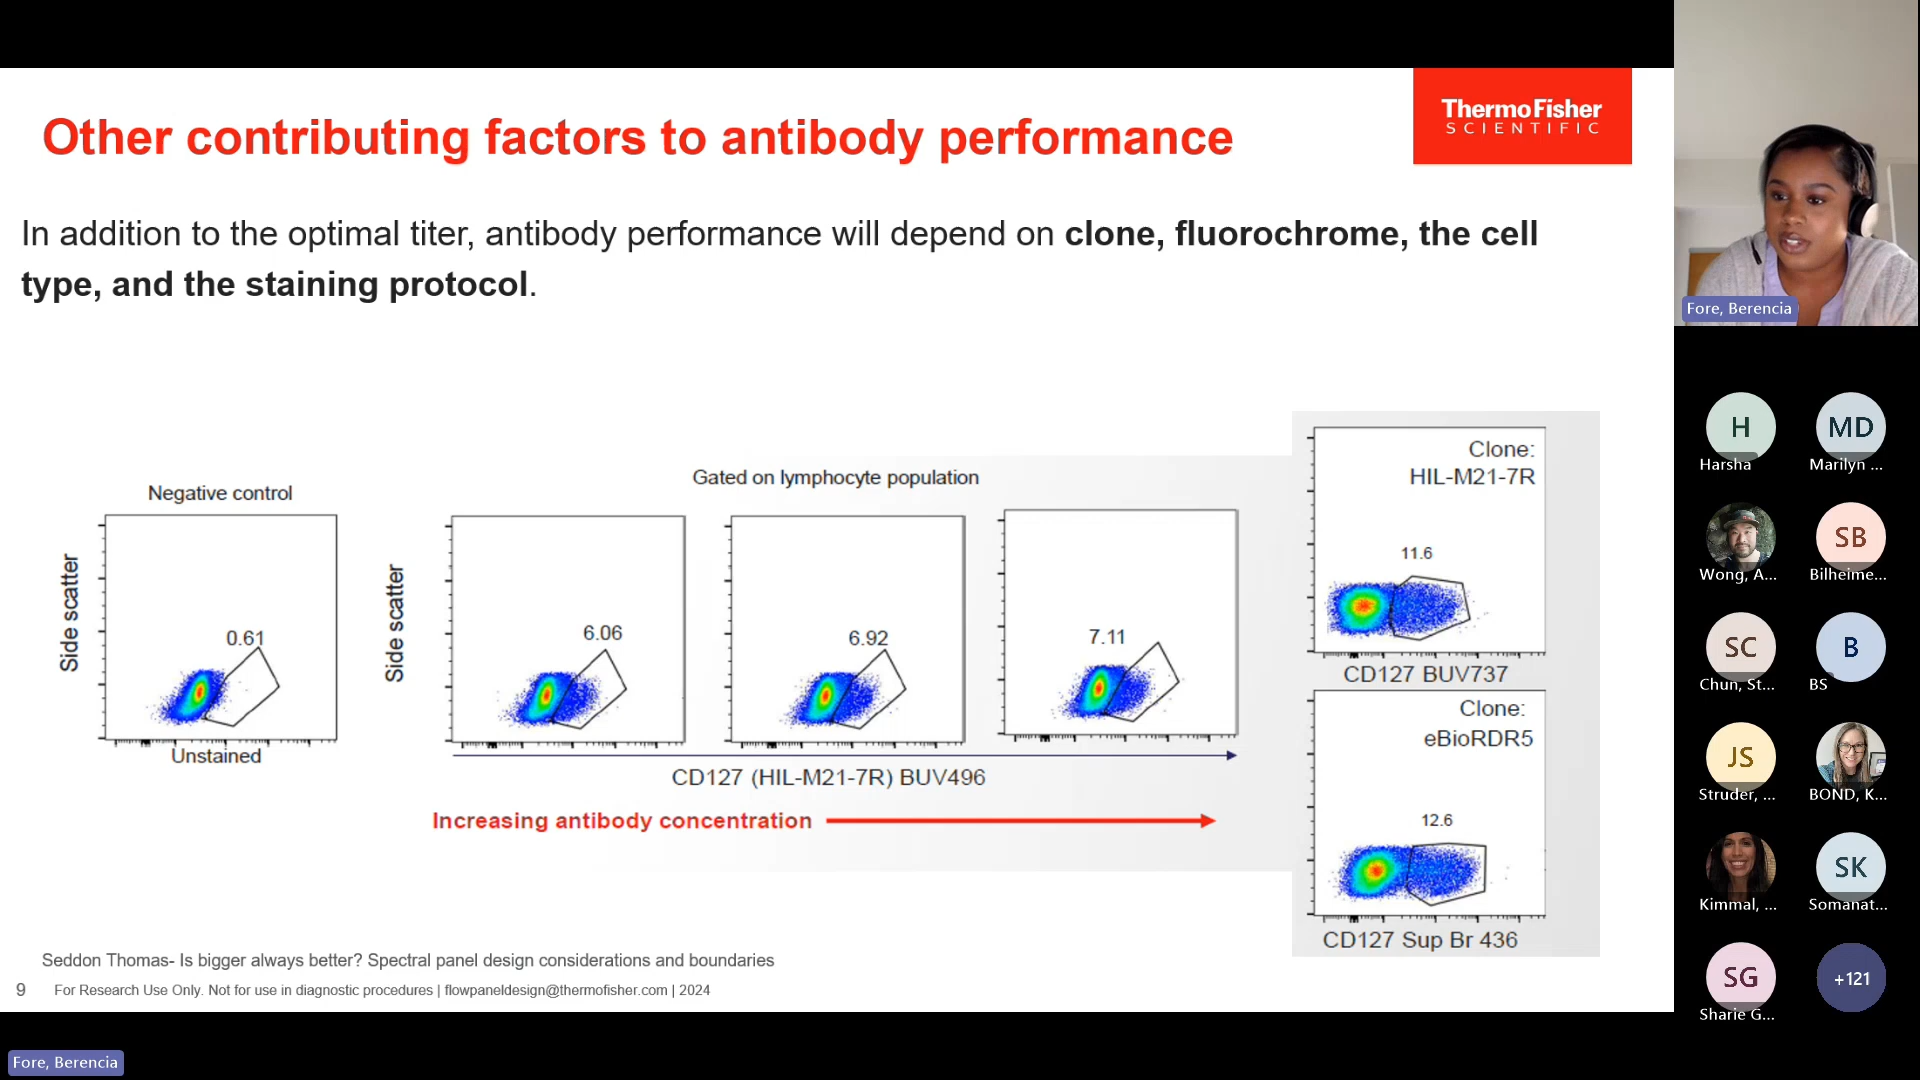 Other contributing factors to antibody performance
ThermoFisher
SCIENTIFIC
In addition to the optimal titer, antibody performance will depend on clone, fluorochrome, the cell
type, and the staining protocol.
Negative control
Side scatter
0.61
Unstained
Gated on lymphocyte population
Side scatter
6.06
6.92
7.11
CD127 (HIL-M21-7R) BUV496
Increasing antibody concentration
Clone:
HIL-M21-7R
11.6
CD127 BUV737
Clone:
eBioRDR5
12.6
CD127 Sup Br 436
Seddon Thomas- Is bigger always better? Spectral panel design considerations and boundaries
9 For Research Use Only. Not for use in diagnostic procedures | flowpaneldesign@thermofisher.com | 2024
Fore, Berencia
Fore, Berencia
H
Harsha
MD
Marilyn ...
Wong, A...
SB
Bilheime...
SC
Chun, St...
B
BS
JS
Struder, ...
BOND, K...
Kimmal, ...
SK
Somanat...
SG
Sharie G...
+121